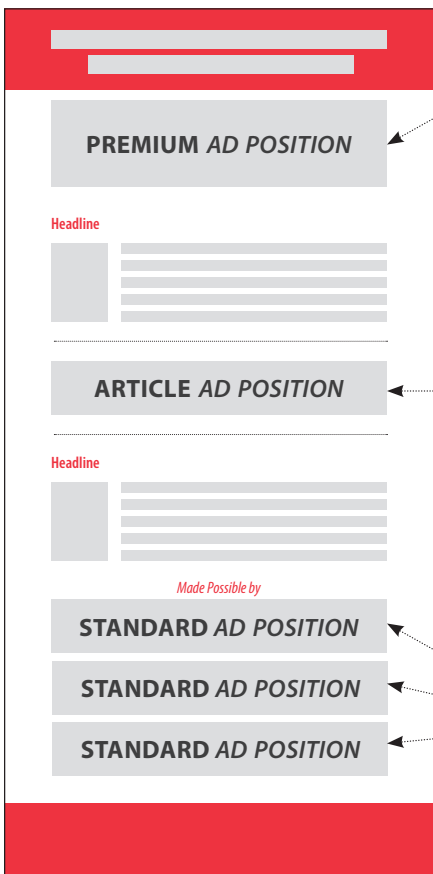 PREMIUM AD POSITION
Headline
ARTICLE AD POSITION
Headline
Made Possible by
STANDARD AD POSITION
STANDARD AD POSITION
STANDARD AD POSITION